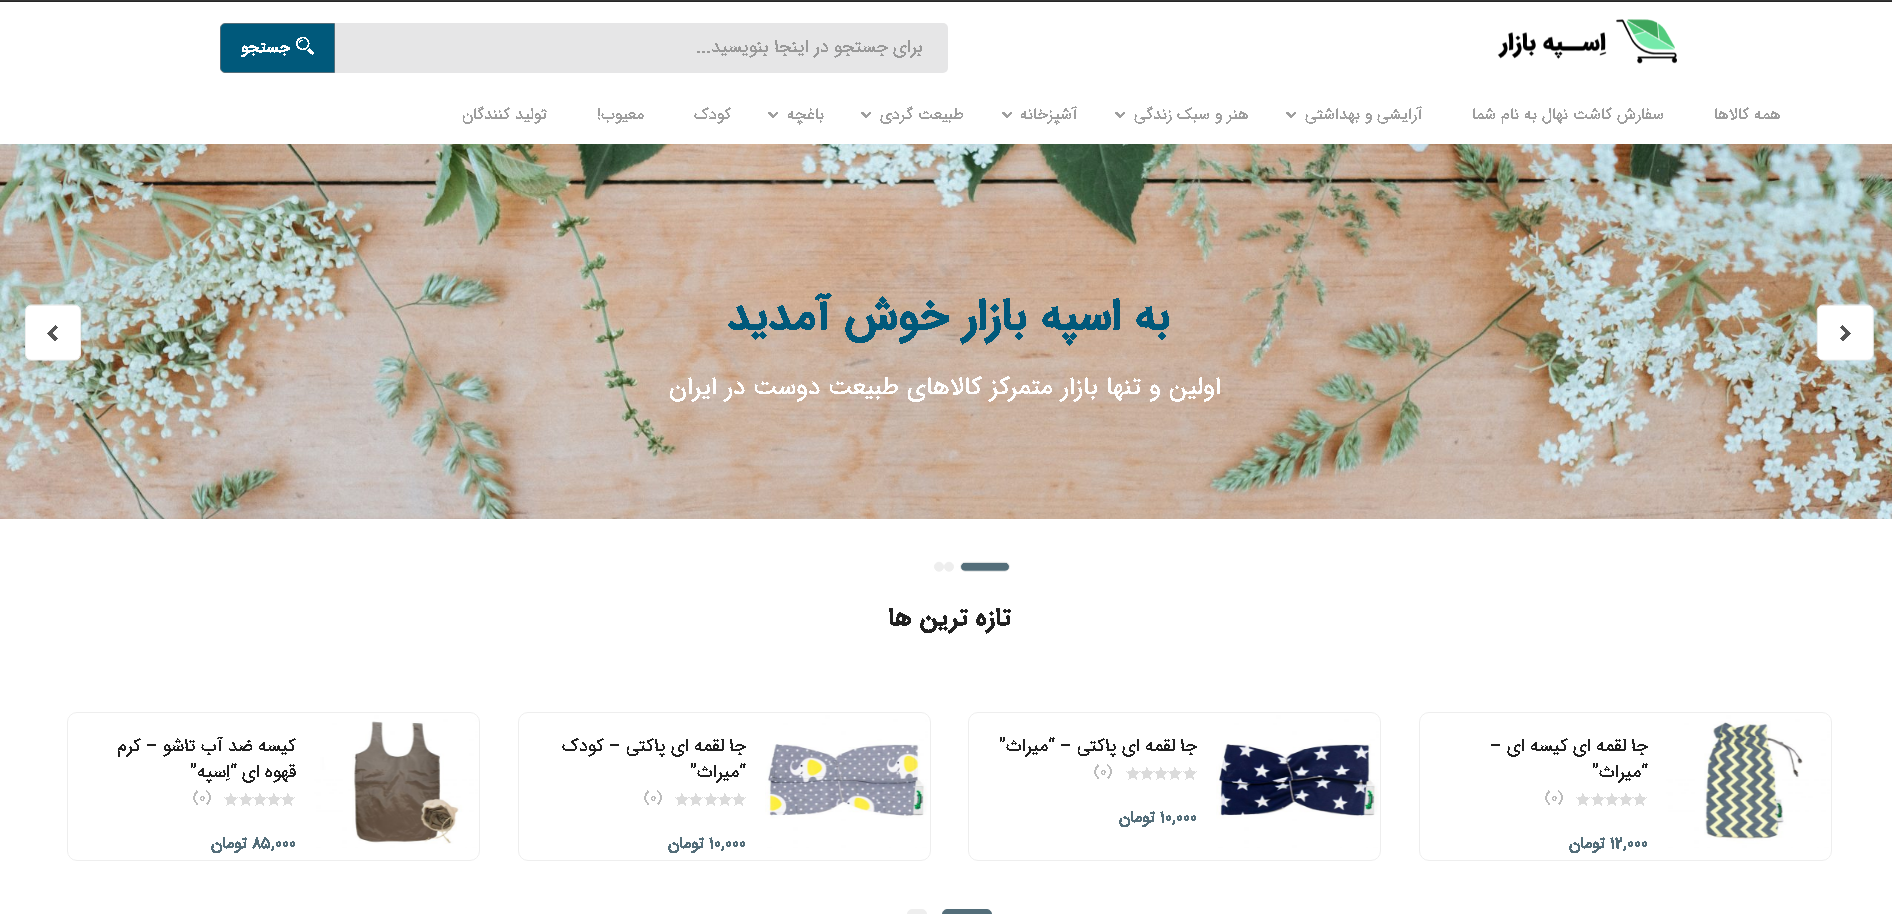 اِسپه بازار
برای جستجو در اینجا بنویسید...
جستجو
همه کالاها
سفارش کاشت نهال به نام شما
آرایشی و بهداشتی
هنر و سبک زندگی
آشپزخانه
طبیعت گردی
باغچه
کودک
معیوب!
تولید کنندگان
به اسپه بازار خوش آمدید
اولین و تنها بازار متمرکز کالاهای طبیعت دوست در ایران
تازه ترین ها
جا لقمه ای کیسه ای –
“میراث”
(۰)
۱۲,۰۰۰ تومان
جا لقمه ای پاکتی – “میراث”
(۰)
۱۰,۰۰۰ تومان
جا لقمه ای پاکتی – کودک
“میراث”
(۰)
۱۰,۰۰۰ تومان
کیسه ضد آب تاشو – کرم
قهوه ای “اِسپه”
(۰)
۸۵,۰۰۰ تومان